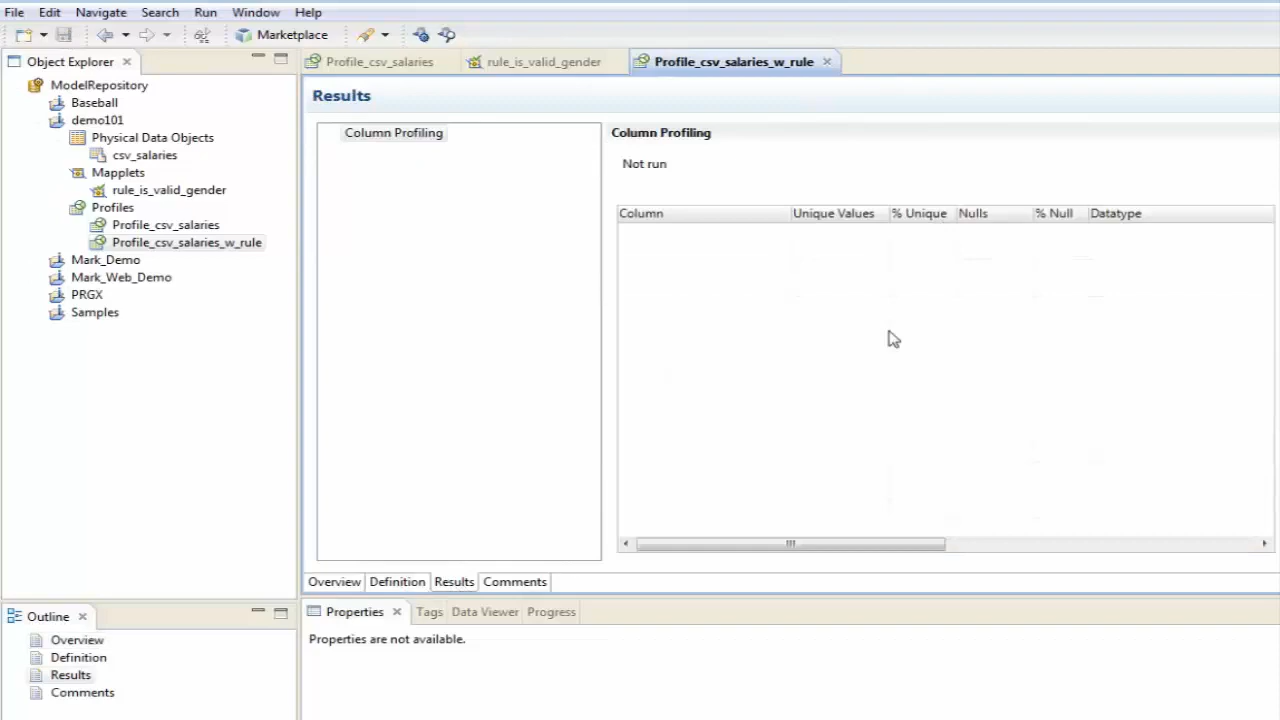 File Edit Navigate Search Run Window Help
Marketplace
Object Explorer
ModelRepository
Baseball
demo101
Physical Data Objects
csv_salaries
Mapplets
rule_is_valid_gender
Profiles
Profile_csv_salaries
Profile_csv_salaries_w_rule
Mark_Demo
Mark_Web_Demo
PRGX
Samples
Profile_csv_salaries rule_is_valid_gender Profile_csv_salaries_w_rule
Results
Column Profiling
Column Profiling
Not run
Column Unique Values % Unique Nulls % Null Datatype
Overview Definition Results Comments
Outline
Overview
Definition
Results
Comments
Properties Tags Data Viewer Progress
Properties are not available.